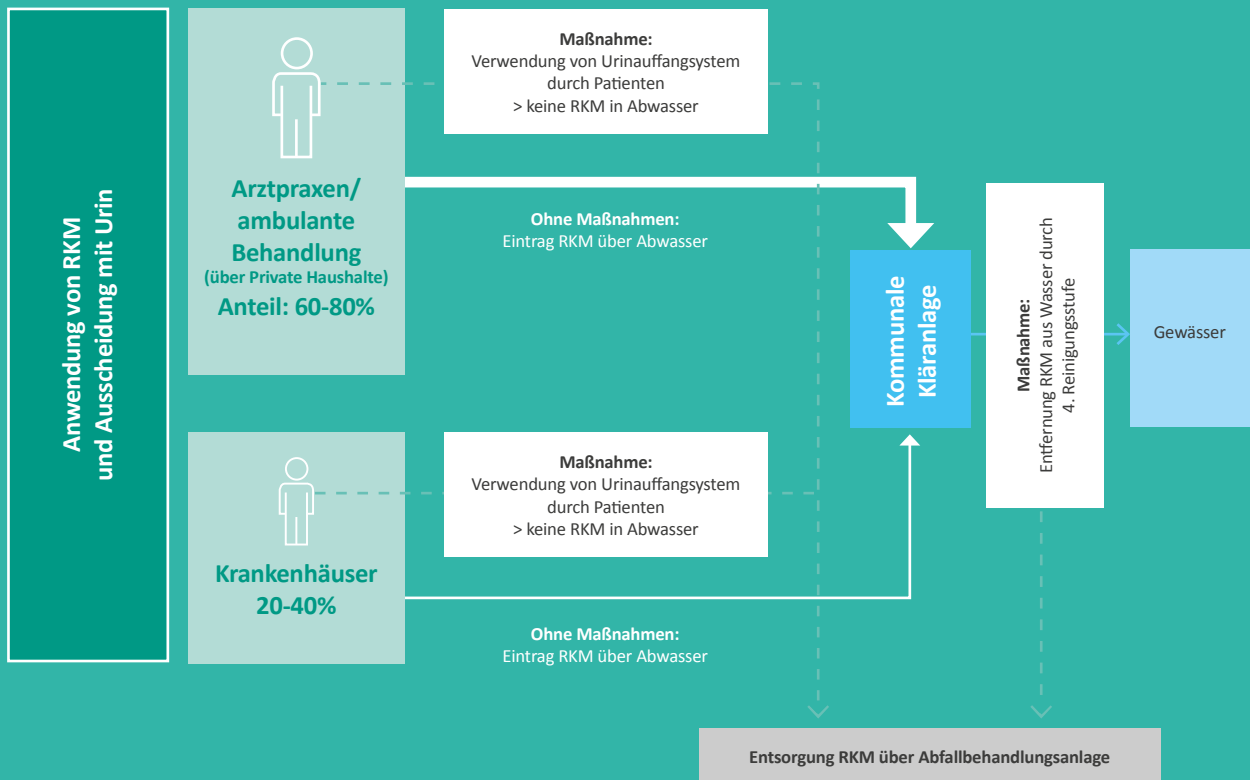 Anwendung von RKM
und Ausscheidung mit Urin
Arztpraxen/
ambulante
Behandlung
(über Private Haushalte)
Anteil: 60-80%
Maßnahme:
Verwendung von Urinauffangsystem
durch Patienten
> keine RKM in Abwasser
Ohne Maßnahmen:
Eintrag RKM über Abwasser
Krankenhäuser
20-40%
Maßnahme:
Verwendung von Urinauffangsystem
durch Patienten
> keine RKM in Abwasser
Ohne Maßnahmen:
Eintrag RKM über Abwasser
Kommunale
Kläranlage
Maßnahme:
Entfernung RKM aus Wasser durch
4. Reinigungsstufe
Gewässer
Entsorgung RKM über Abfallbehandlungsanlage